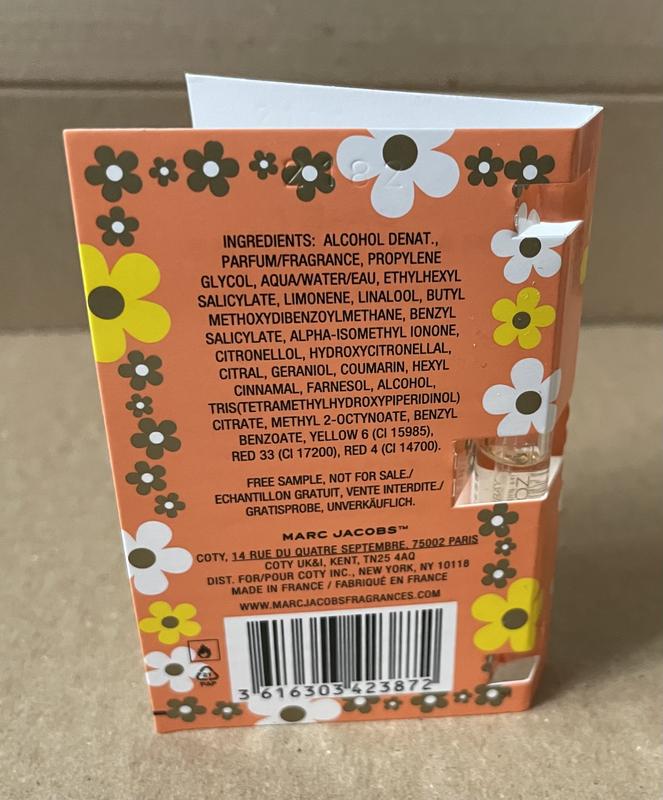 INGREDIENTS: ALCOHOL DENAT.,
PARFUM/FRAGRANCE, PROPYLENE
GLYCOL, AQUA/WATER/EAU, ETHYLHEXYL
SALICYLATE, LIMONENE, LINALOOL, BUTYL
METHOXYDIBENZOYLMETHANE, BENZYL
SALICYLATE, ALPHA-ISOMETHYL IONONE,
CITRONELLOL, HYDROXYCITRONELLAL,
CITRAL, GERANIOL, COUMARIN, HEXYL
CINNAMAL, FARNESOL, ALCOHOL,
TRIS(TETRAMETHYLHYDROXYPIPERIDINOL)
CITRATE, METHYL 2-OCTYNOATE, BENZYL
BENZOATE, YELLOW 6 (CI 15985),
RED 33 (CI 17200), RED 4 (CI 14700).
FREE SAMPLE, NOT FOR SALE./
ECHANTILLON GRATUIT, VENTE INTERDITE./
GRATISPROBE, UNVERKÄUFLICH.
MARC JACOBS™
COTY, 14 RUE DU QUATRE SEPTEMBRE, 75002 PARIS
COTY UK&I, KENT, TN25 4AQ
DIST. FOR/POUR COTY INC., NEW YORK, NY 10118
MADE IN FRANCE / FABRIQUÉ EN FRANCE
WWW.MARCJACOBSFRAGRANCES.COM
PAP
3 616303 423872